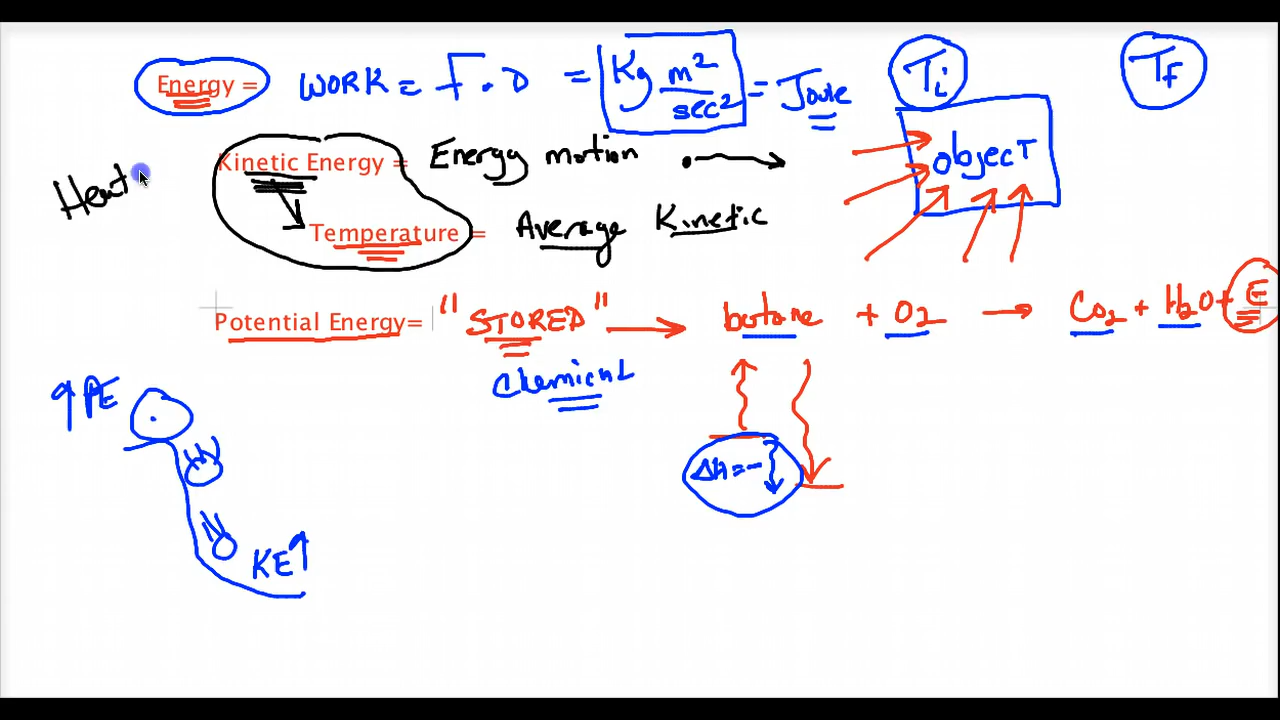 Energy = WORK = F . D = Kg m²/sec² = Joule
Ti
Tf
object
Kinetic Energy = Energy motion
Heat
Temperature = Average Kinetic
Potential Energy= "STORED" → butane + O₂ → CO₂ + H₂O + E
Chemical
↑PE
Δh = -
KE↑